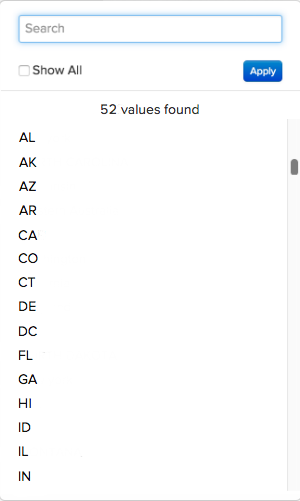 Search
Show All Apply
52 values found
AL
AK
AZ
AR
CA
CO
CT
DE
DC
FL
GA
HI
ID
IL
IN